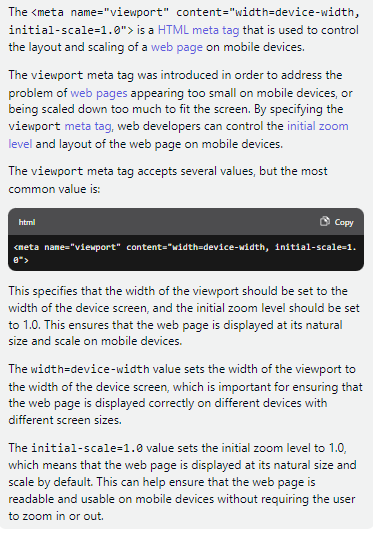 The <meta name="viewport" content="width=device-width,
initial-scale=1.0"> is a HTML meta tag that is used to control
the layout and scaling of a web page on mobile devices.
The viewport meta tag was introduced in order to address the
problem of web pages appearing too small on mobile devices, or
being scaled down too much to fit the screen. By specifying the
viewport meta tag, web developers can control the initial zoom
level and layout of the web page on mobile devices.
The viewport meta tag accepts several values, but the most
common value is:
html Copy
<meta name="viewport" content="width=device-width, initial-scale=1.
0">
This specifies that the width of the viewport should be set to the
width of the device screen, and the initial zoom level should be set
to 1.0. This ensures that the web page is displayed at its natural
size and scale on mobile devices.
The width=device-width value sets the width of the viewport to
the width of the device screen, which is important for ensuring that
the web page is displayed correctly on different devices with
different screen sizes.
The initial-scale=1.0 value sets the initial zoom level to 1.0,
which means that the web page is displayed at its natural size and
scale by default. This can help ensure that the web page is
readable and usable on mobile devices without requiring the user
to zoom in or out.